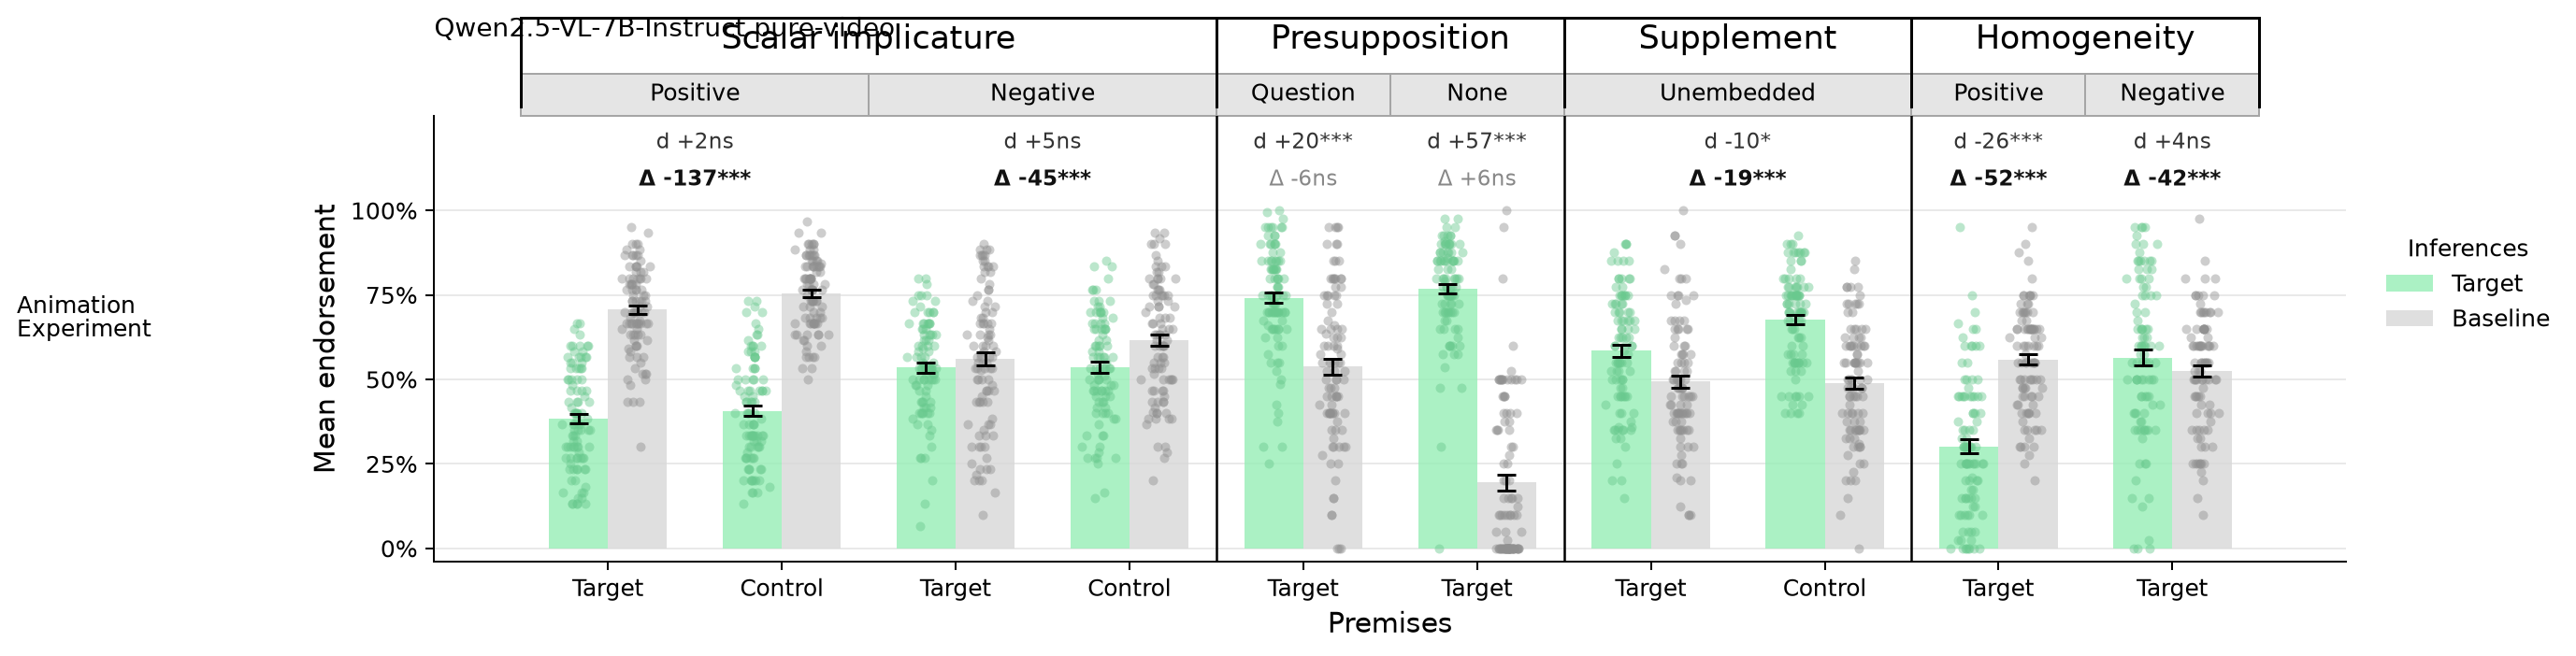 Qwen2.5-VL-7B-Instruct pure-video
Scalar implicature Presupposition Supplement Homogeneity
Positive Negative Question None Unembedded Positive Negative
d +2ns d +5ns d +20*** d +57*** d -10* d -26*** d +4ns
Δ -137*** Δ -45*** Δ -6ns Δ +6ns Δ -19*** Δ -52*** Δ -42***
Mean endorsement
100%
75%
50%
25%
0%
Animation
Experiment
Inferences
Target
Baseline
Target Control Target Control Target Target Target Control Target Target
Premises